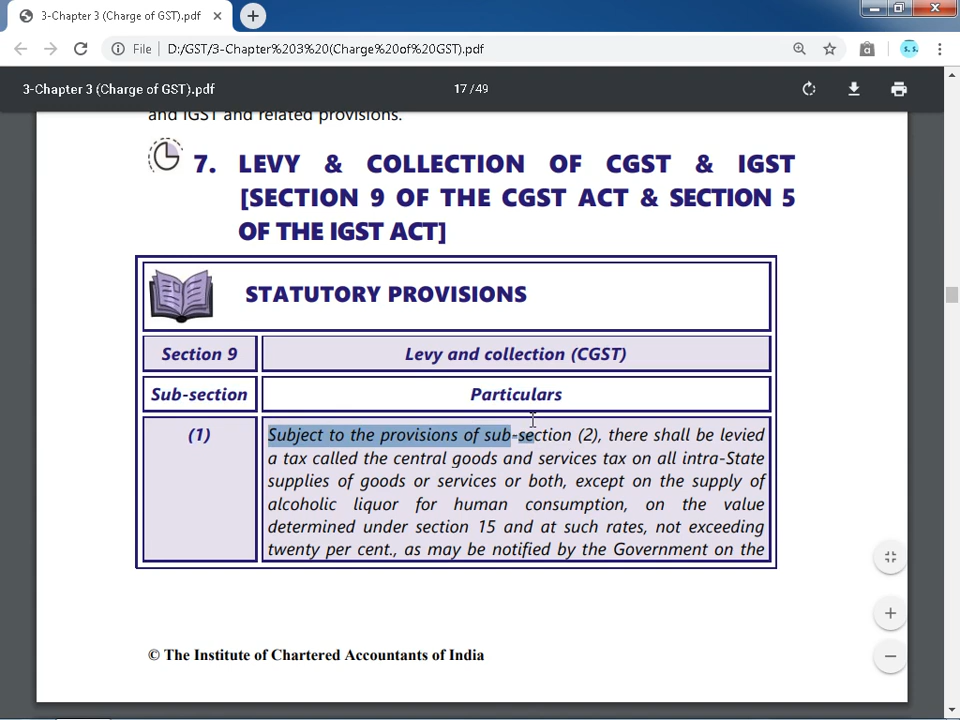 3-Chapter 3 (Charge of GST).pdf
File D:/GST/3-Chapter%203%20(Charge%20of%20GST).pdf
S. S.
3-Chapter 3 (Charge of GST).pdf 17 / 49
and IGST and related provisions.
7. LEVY & COLLECTION OF CGST & IGST
[SECTION 9 OF THE CGST ACT & SECTION 5
OF THE IGST ACT]
STATUTORY PROVISIONS
Section 9 Levy and collection (CGST)
Sub-section Particulars
(1) Subject to the provisions of sub-section (2), there shall be levied
a tax called the central goods and services tax on all intra-State
supplies of goods or services or both, except on the supply of
alcoholic liquor for human consumption, on the value
determined under section 15 and at such rates, not exceeding
twenty per cent., as may be notified by the Government on the
© The Institute of Chartered Accountants of India